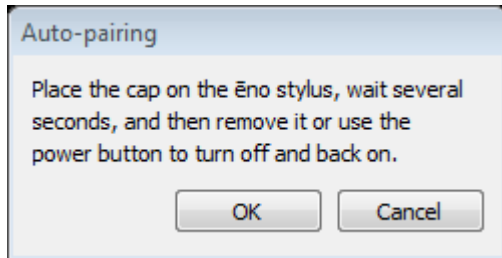 Auto-pairing
Place the cap on the ēno stylus, wait several
seconds, and then remove it or use the
power button to turn off and back on.
OK Cancel